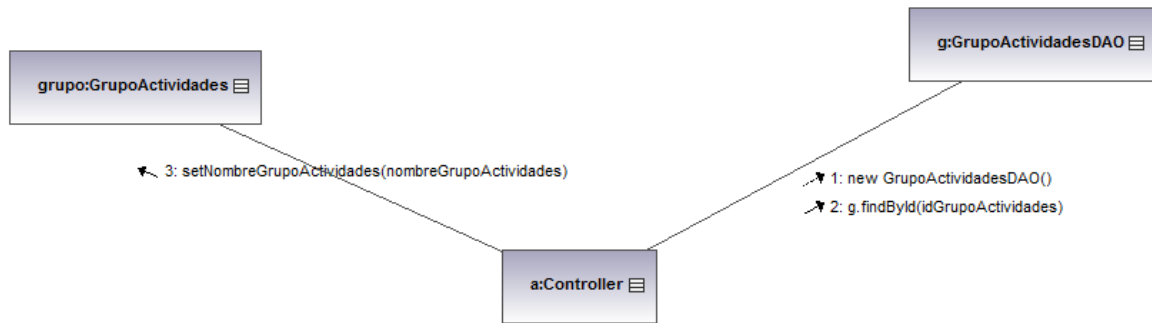 g:GrupoActividadesDAO
grupo:GrupoActividades
3: setNombreGrupoActividades(nombreGrupoActividades)
1: new GrupoActividadesDAO()
2: g.findById(idGrupoActividades)
a:Controller